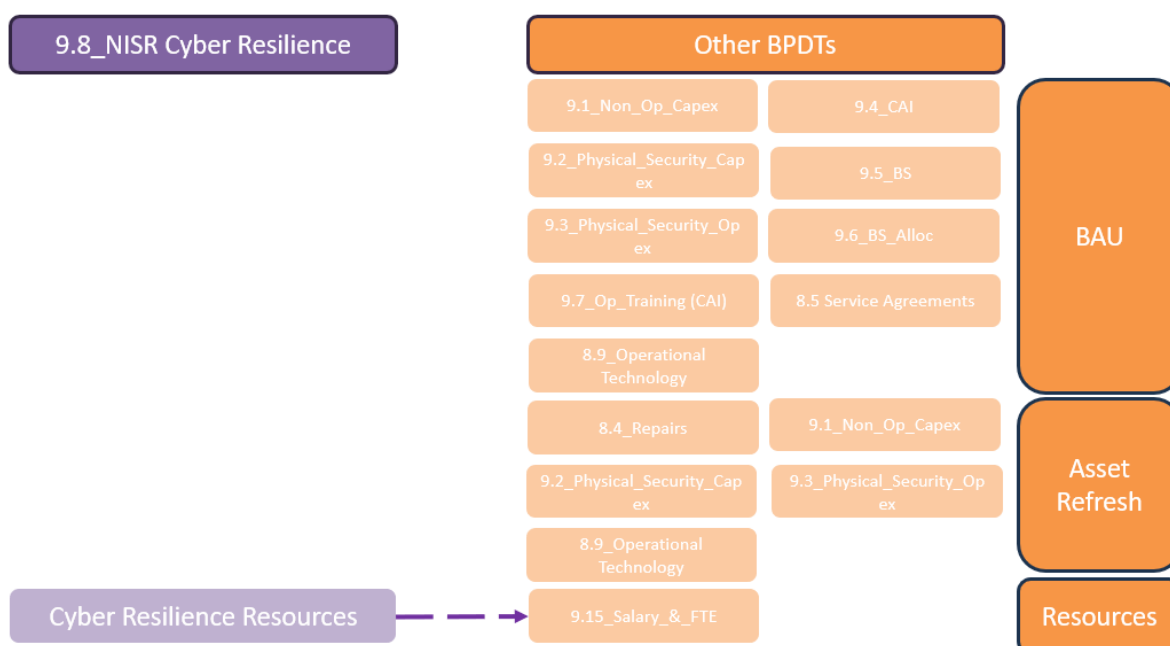 9.8_NISR Cyber Resilience
Other BPDTs
9.1_Non_Op_Capex
9.4_CAI
9.2_Physical_Security_Cap
ex
9.5_BS
9.3_Physical_Security_Op
ex
9.6_BS_Alloc
BAU
9.7_Op_Training (CAI)
8.5 Service Agreements
8.9_Operational
Technology
8.4_Repairs
9.1_Non_Op_Capex
9.2_Physical_Security_Cap
ex
9.3_Physical_Security_Op
ex
Asset
Refresh
8.9_Operational
Technology
Cyber Resilience Resources
9.15_Salary_&_FTE
Resources